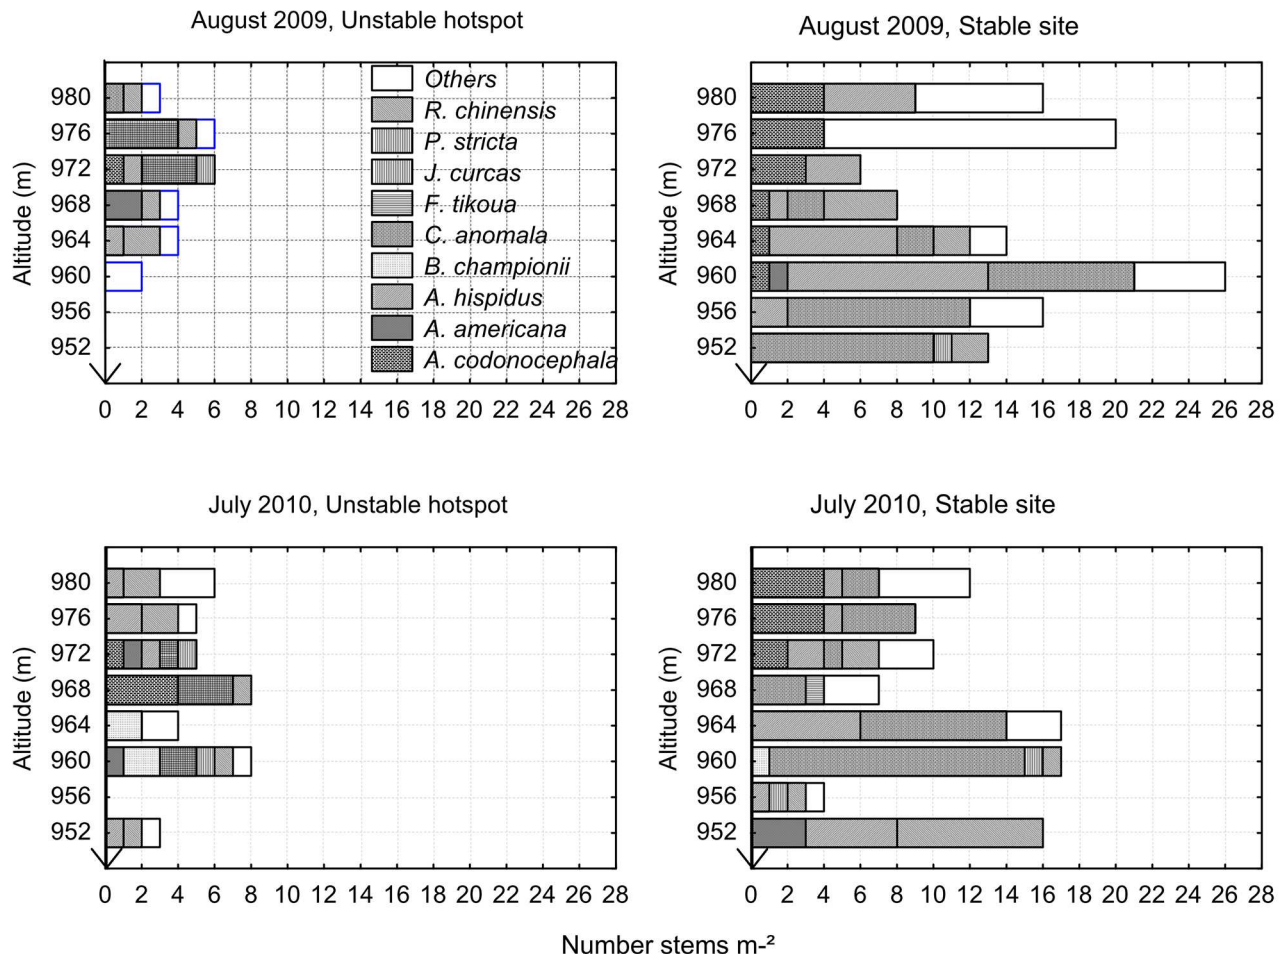 August 2009, Unstable hotspot
August 2009, Stable site
Altitude (m)
980
976
972
968
964
960
956
952
0 2 4 6 8 10 12 14 16 18 20 22 24 26 28
Others
R. chinensis
P. stricta
J. curcas
F. tikoua
C. anomala
B. championii
A. hispidus
A. americana
A. codonocephala
Altitude (m)
980
976
972
968
964
960
956
952
0 2 4 6 8 10 12 14 16 18 20 22 24 26 28
July 2010, Unstable hotspot
July 2010, Stable site
Altitude (m)
980
976
972
968
964
960
956
952
0 2 4 6 8 10 12 14 16 18 20 22 24 26 28
Altitude (m)
980
976
972
968
964
960
956
952
0 2 4 6 8 10 12 14 16 18 20 22 24 26 28
Number stems m-²